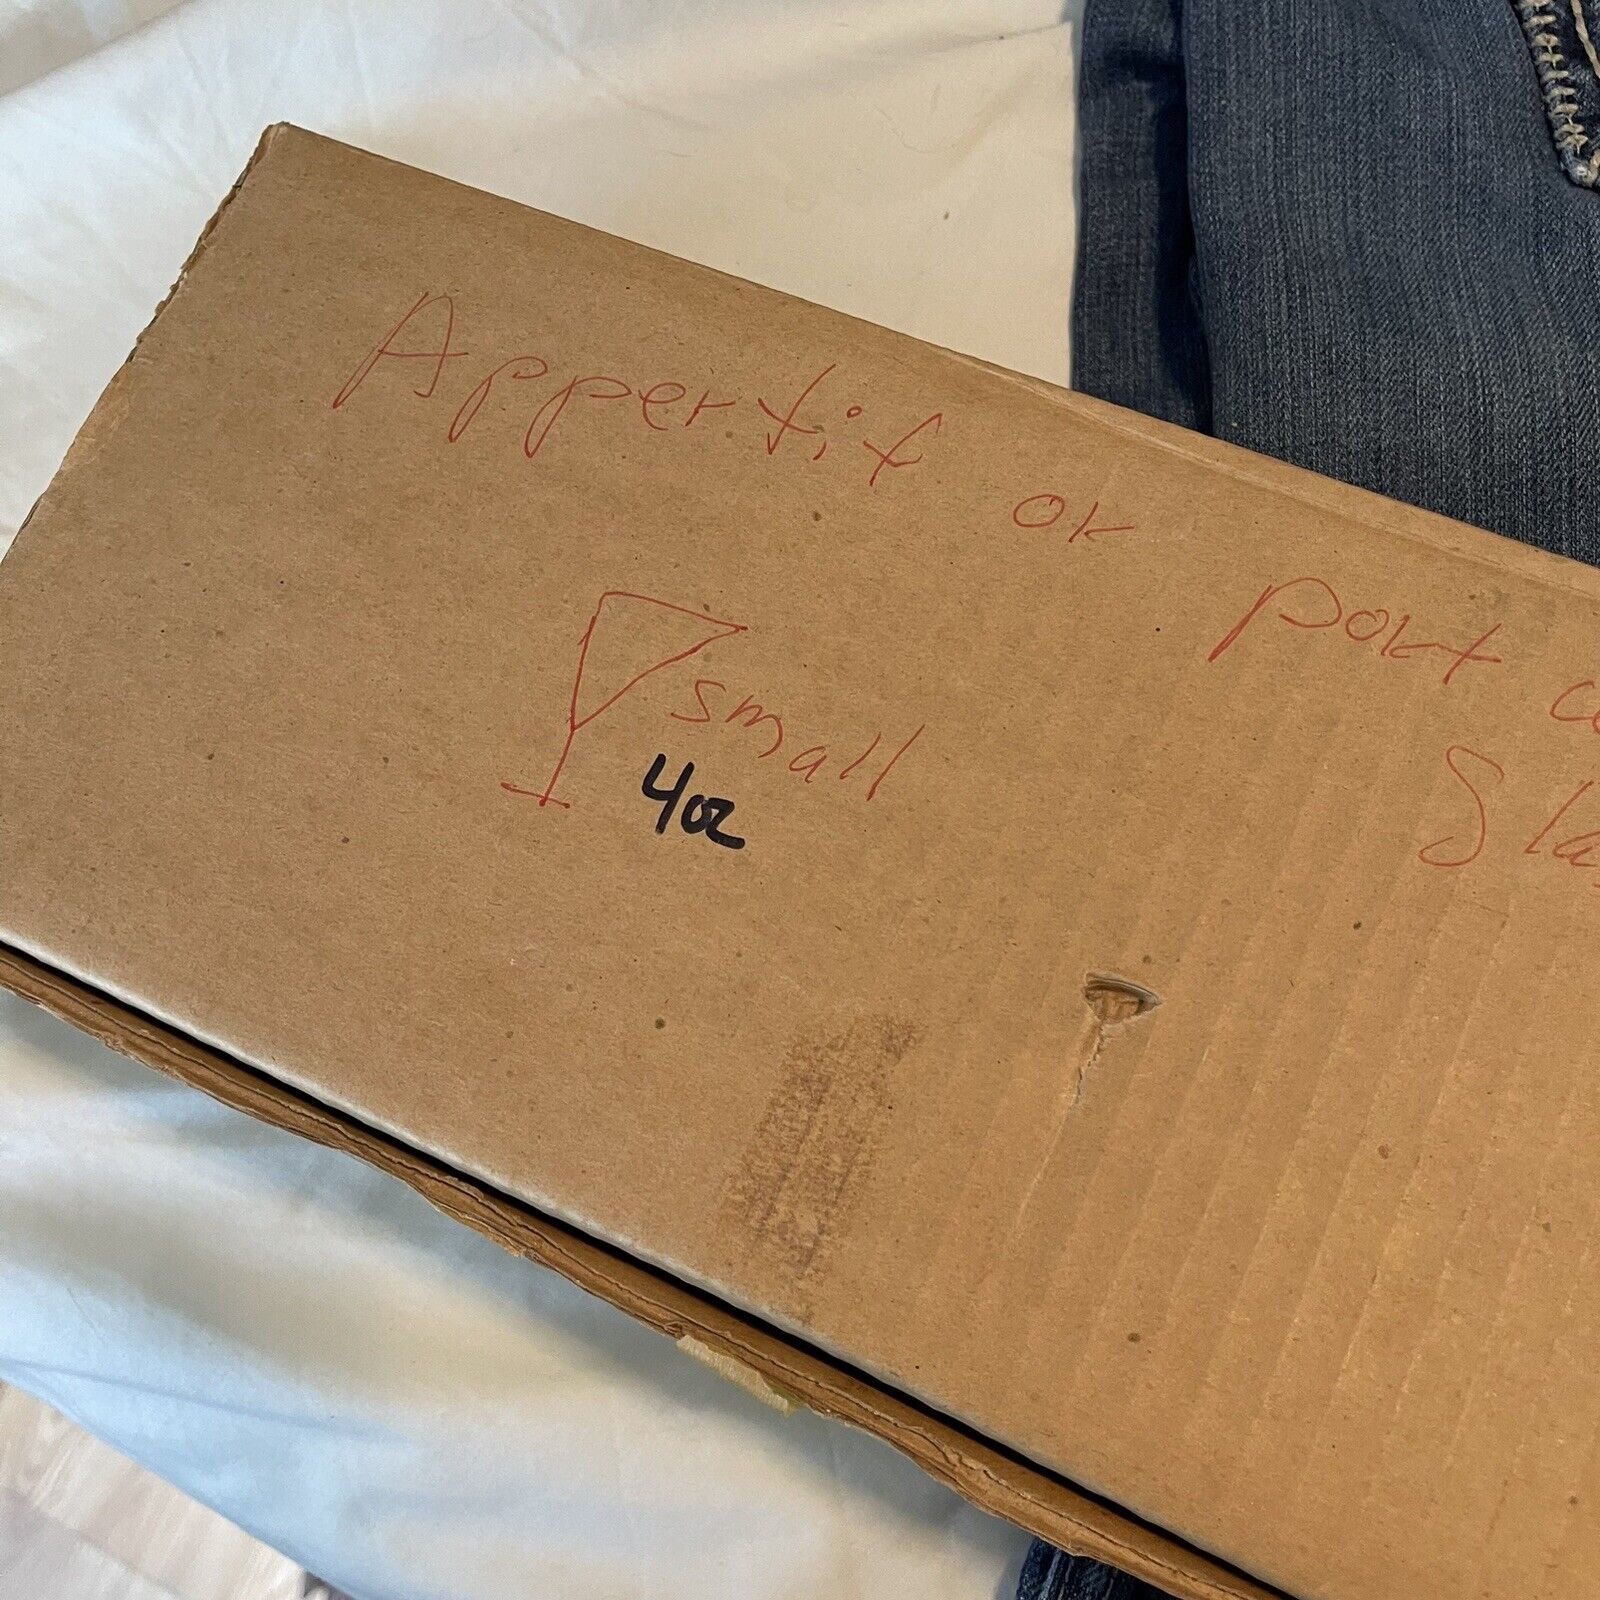 Appertif or port
small
4oz